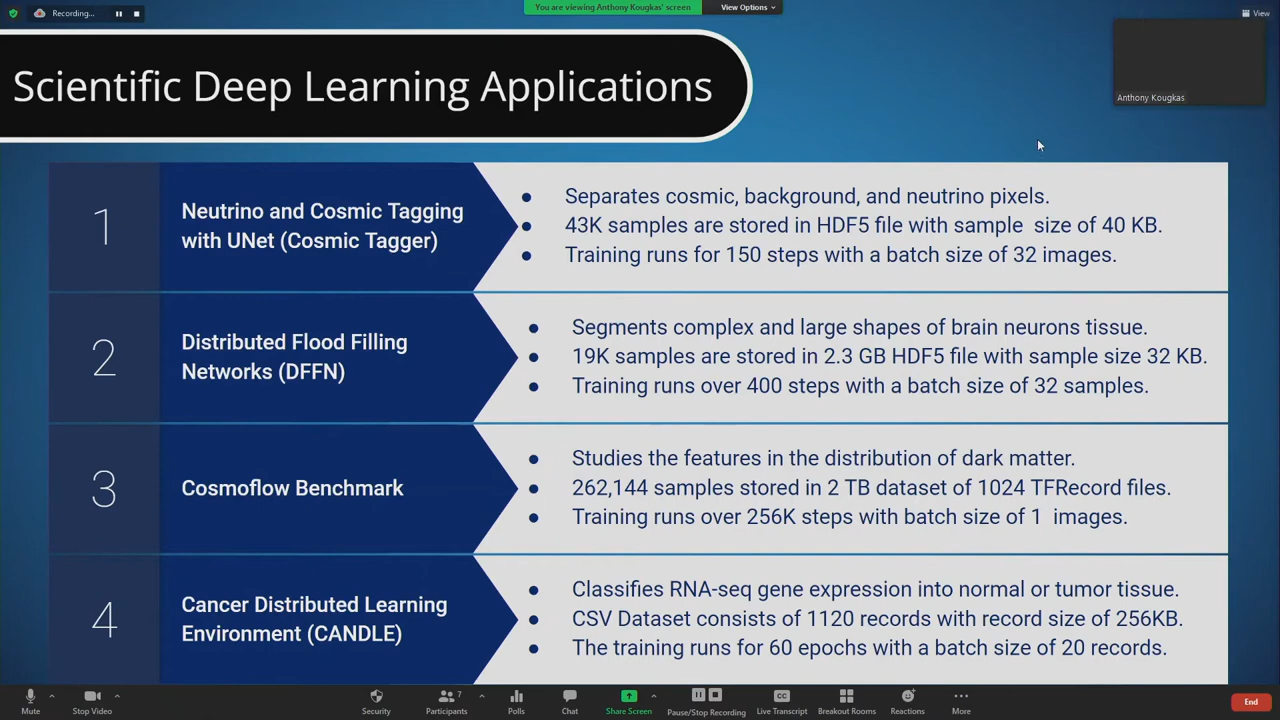 Recording...
You are viewing Anthony Kougkas' screen
View Options
View
Anthony Kougkas
Scientific Deep Learning Applications
1
Neutrino and Cosmic Tagging
with UNet (Cosmic Tagger)
● Separates cosmic, background, and neutrino pixels.
● 43K samples are stored in HDF5 file with sample size of 40 KB.
● Training runs for 150 steps with a batch size of 32 images.
2
Distributed Flood Filling
Networks (DFFN)
● Segments complex and large shapes of brain neurons tissue.
● 19K samples are stored in 2.3 GB HDF5 file with sample size 32 KB.
● Training runs over 400 steps with a batch size of 32 samples.
3
Cosmoflow Benchmark
● Studies the features in the distribution of dark matter.
● 262,144 samples stored in 2 TB dataset of 1024 TFRecord files.
● Training runs over 256K steps with batch size of 1 images.
4
Cancer Distributed Learning
Environment (CANDLE)
● Classifies RNA-seq gene expression into normal or tumor tissue.
● CSV Dataset consists of 1120 records with record size of 256KB.
● The training runs for 60 epochs with a batch size of 20 records.
Mute
Stop Video
Security
Participants 7
Polls
Chat
Share Screen
Pause/Stop Recording
CC
Live Transcript
Breakout Rooms
Reactions
More
End